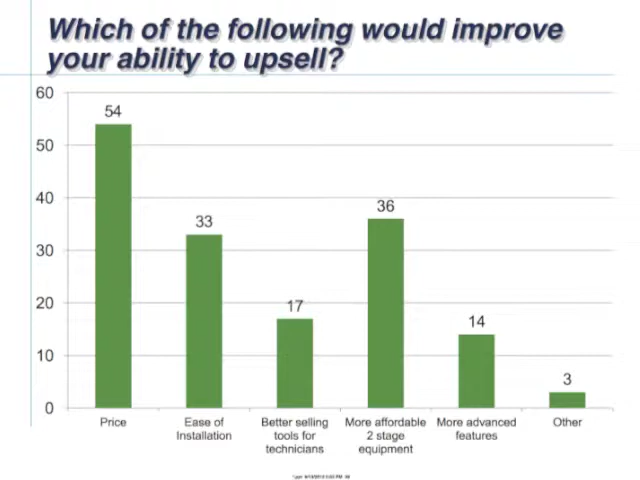 Which of the following would improve
your ability to upsell?
60
50
40
30
20
10
0
54
33
17
36
14
3
Price
Ease of
Installation
Better selling
tools for
technicians
More affordable
2 stage
equipment
More advanced
features
Other